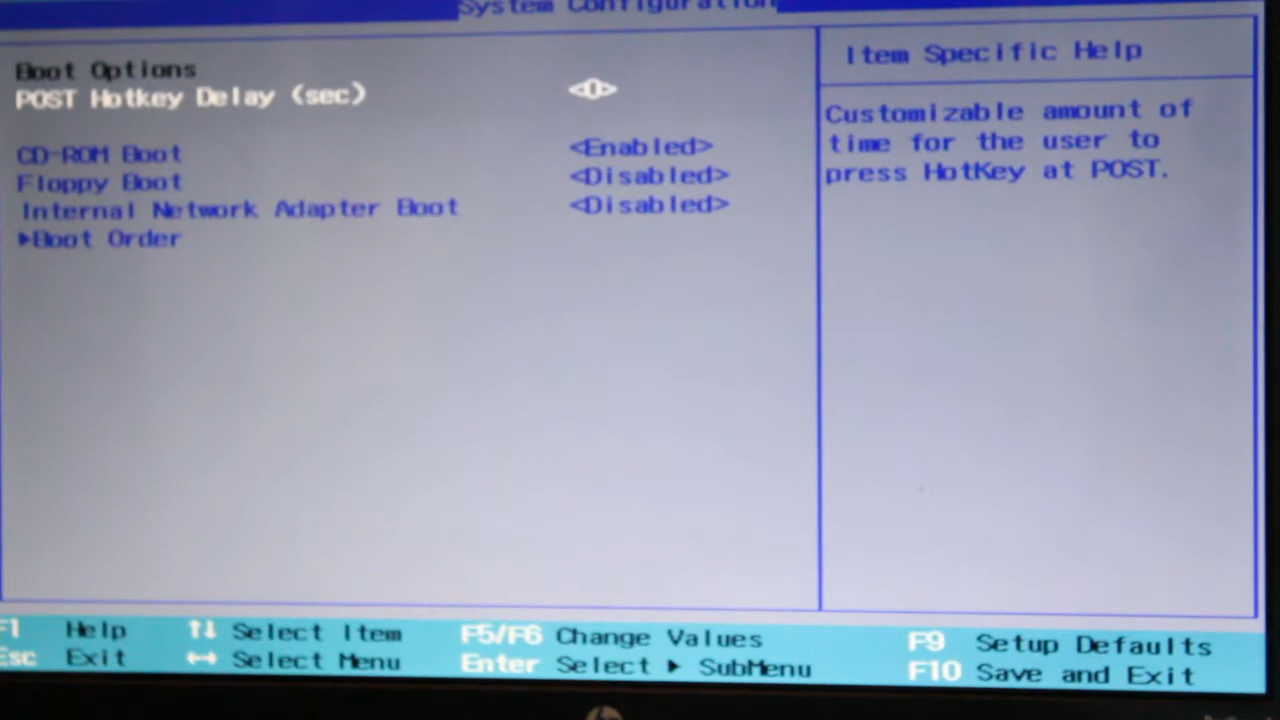 System Configuration
Boot Options
POST Hotkey Delay (sec) <0>
CD-ROM Boot <Enabled>
Floppy Boot <Disabled>
Internal Network Adapter Boot <Disabled>
▶Boot Order
Item Specific Help
Customizable amount of
time for the user to
press HotKey at POST.
F1 Help ↑↓ Select Item F5/F6 Change Values F9 Setup Defaults
Esc Exit ↔ Select Menu Enter Select ▶ SubMenu F10 Save and Exit
hp